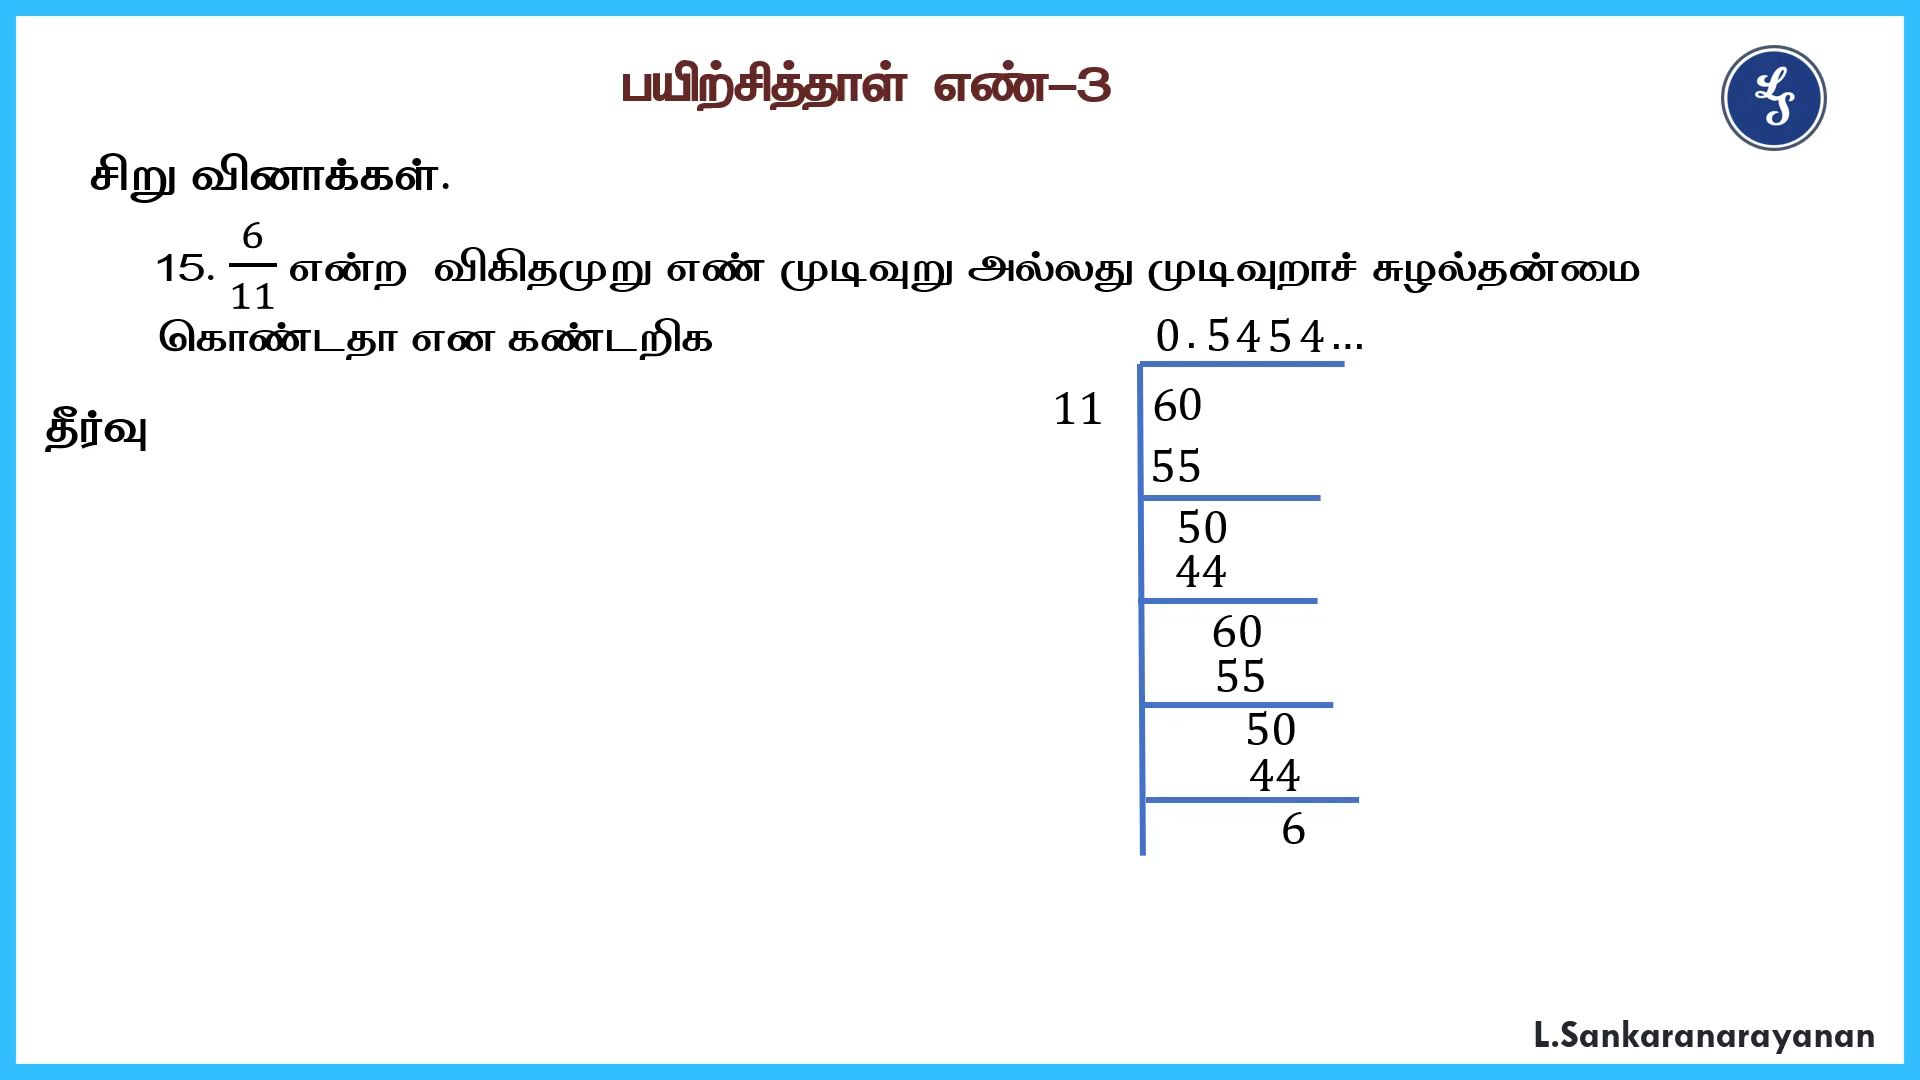 பயிற்சித்தாள் எண்–3
LS
சிறு வினாக்கள்.
15. 6/11 என்ற விகிதமுறு எண் முடிவுறு அல்லது முடிவுறாச் சுழல்தன்மை
கொண்டதா என கண்டறிக
0.5454...
தீர்வு
11 60
55
50
44
60
55
50
44
6
L.Sankaranarayanan